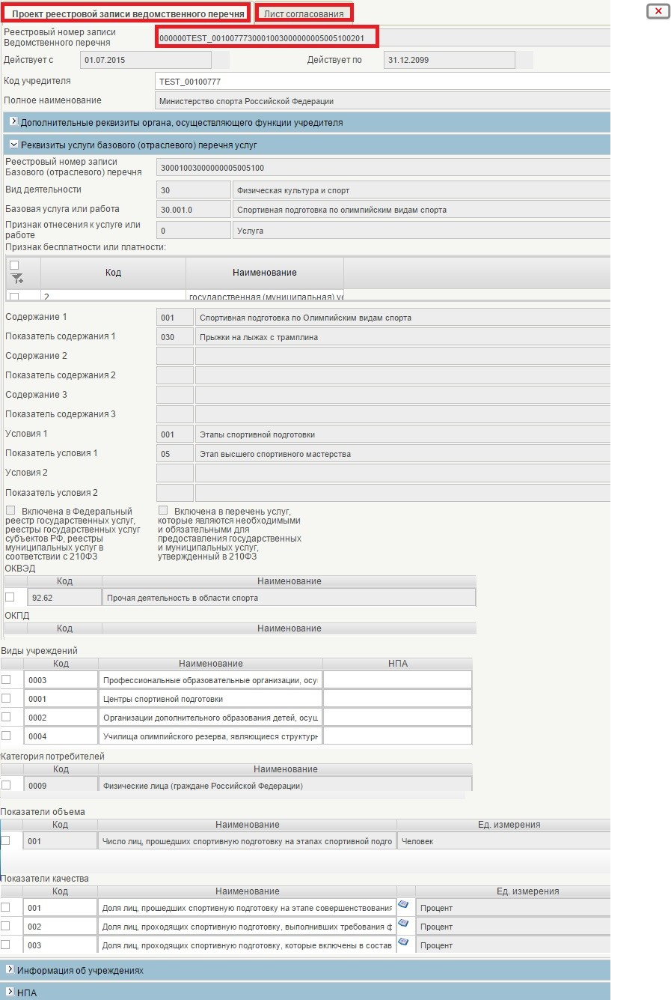 Проект реестровой записи ведомственного перечня Лист согласования
Реестровый номер записи
Ведомственного перечня 000000TEST_00100777300010030000000005005100201
Действует с 01.07.2015 Действует по 31.12.2099
Код учредителя TEST_00100777
Полное наименование Министерство спорта Российской Федерации
Дополнительные реквизиты органа, осуществляющего функции учредителя
Реквизиты услуги базового (отраслевого) перечня услуг
Реестровый номер записи
Базового (отраслевого) перечня 30001003000000005005100
Вид деятельности 30 Физическая культура и спорт
Базовая услуга или работа 30.001.0 Спортивная подготовка по олимпийским видам спорта
Признак отнесения к услуге или
работе 0 Услуга
Признак бесплатности или платности:
Код Наименование
2 государственная (муниципальная) ус
Содержание 1 001 Спортивная подготовка по Олимпийским видам спорта
Показатель содержания 1 030 Прыжки на лыжах с трамплина
Содержание 2
Показатель содержания 2
Содержание 3
Показатель содержания 3
Условия 1 001 Этапы спортивной подготовки
Показатель условия 1 05 Этап высшего спортивного мастерства
Условия 2
Показатель условия 2
Включена в Федеральный
реестр государственных услуг,
реестры государственных услуг
субъектов РФ, реестры
муниципальных услуг в
соответствии с 210ФЗ
Включена в перечень услуг,
которые являются необходимыми
и обязательными для
предоставления государственных
и муниципальных услуг,
утвержденный в 210ФЗ
ОКВЭД
Код Наименование
92.62 Прочая деятельность в области спорта
ОКПД
Код Наименование
Виды учреждений
Код Наименование НПА
0003 Профессиональные образовательные организации, осу
0001 Центры спортивной подготовки
0002 Организации дополнительного образования детей, осущ
0004 Училища олимпийского резерва, являющиеся структурн
Категория потребителей
Код Наименование
0009 Физические лица (граждане Российской Федерации)
Показатели объема
Код Наименование Ед. измерения
001 Число лиц, прошедших спортивную подготовку на этапах спортивной подго Человек
Показатели качества
Код Наименование Ед. измерения
001 Доля лиц, прошедших спортивную подготовку на этапе совершенствования Процент
002 Доля лиц, проходящих спортивную подготовку, выполнивших требования ф Процент
003 Доля лиц, проходящих спортивную подготовку, которые включены в состав Процент
Информация об учреждениях
НПА